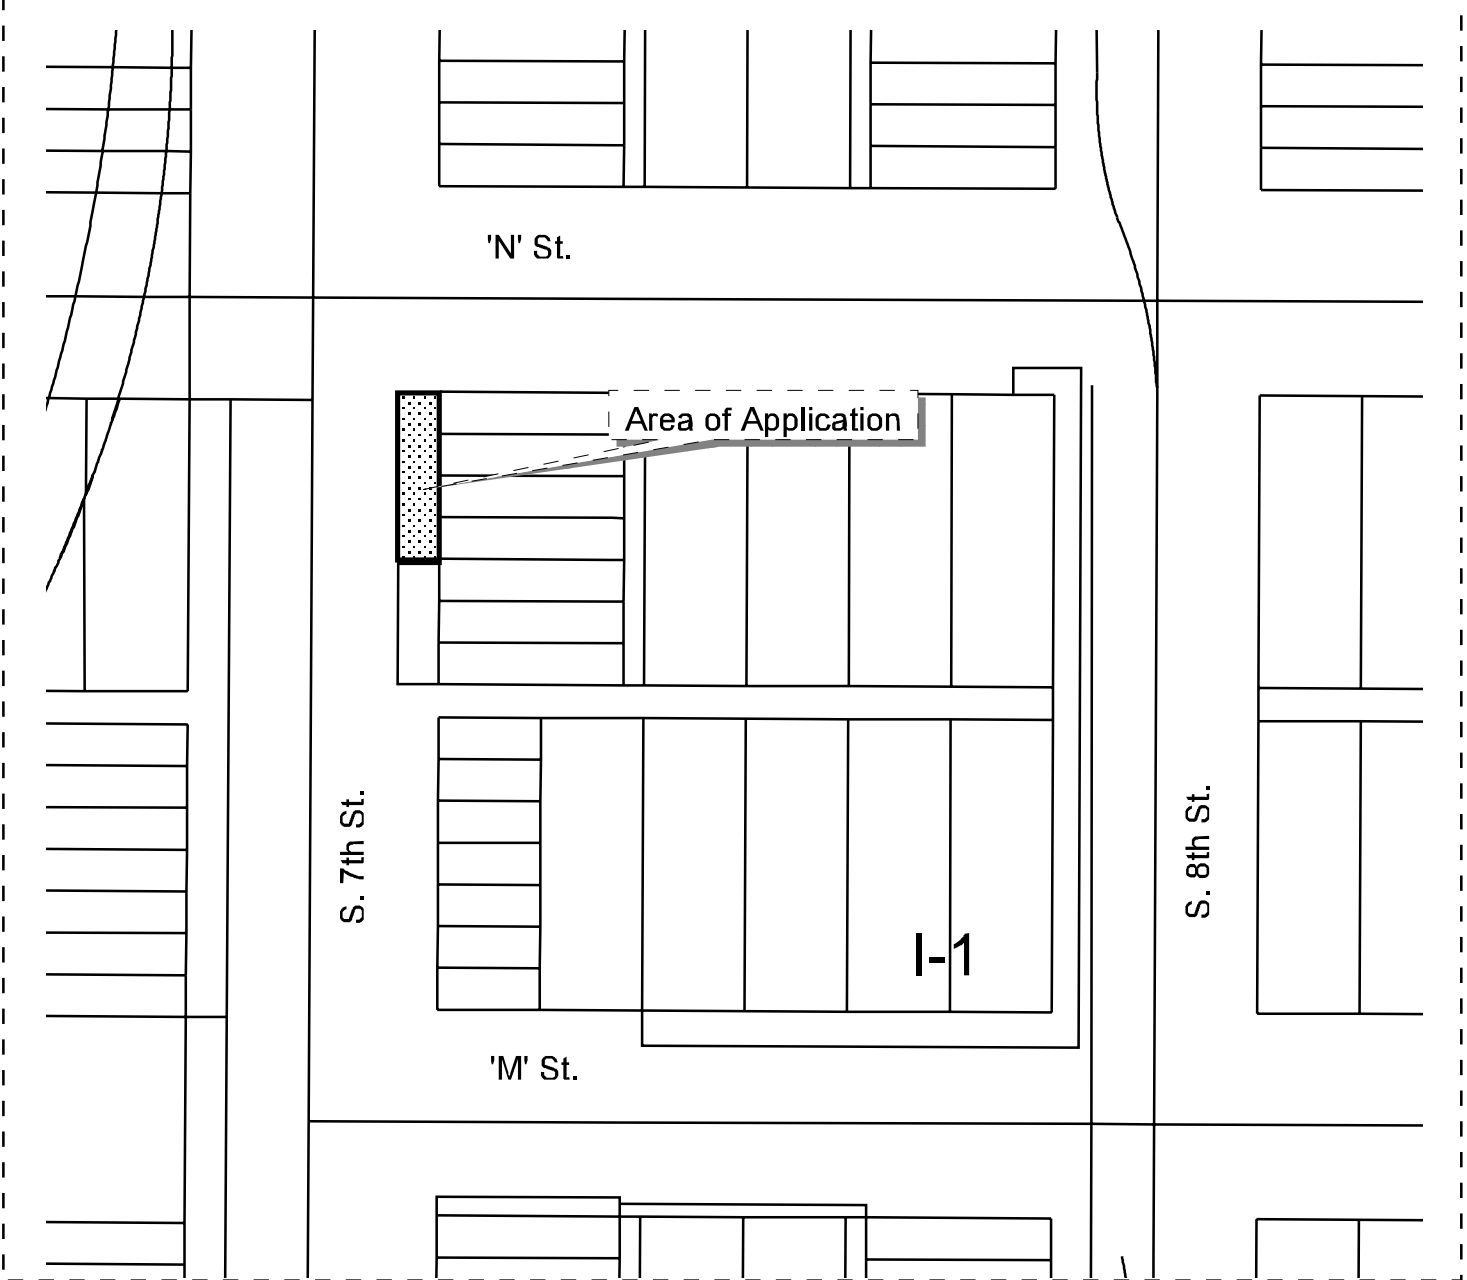 'N' St.
Area of Application
S. 7th St.
S. 8th St.
I-1
'M' St.